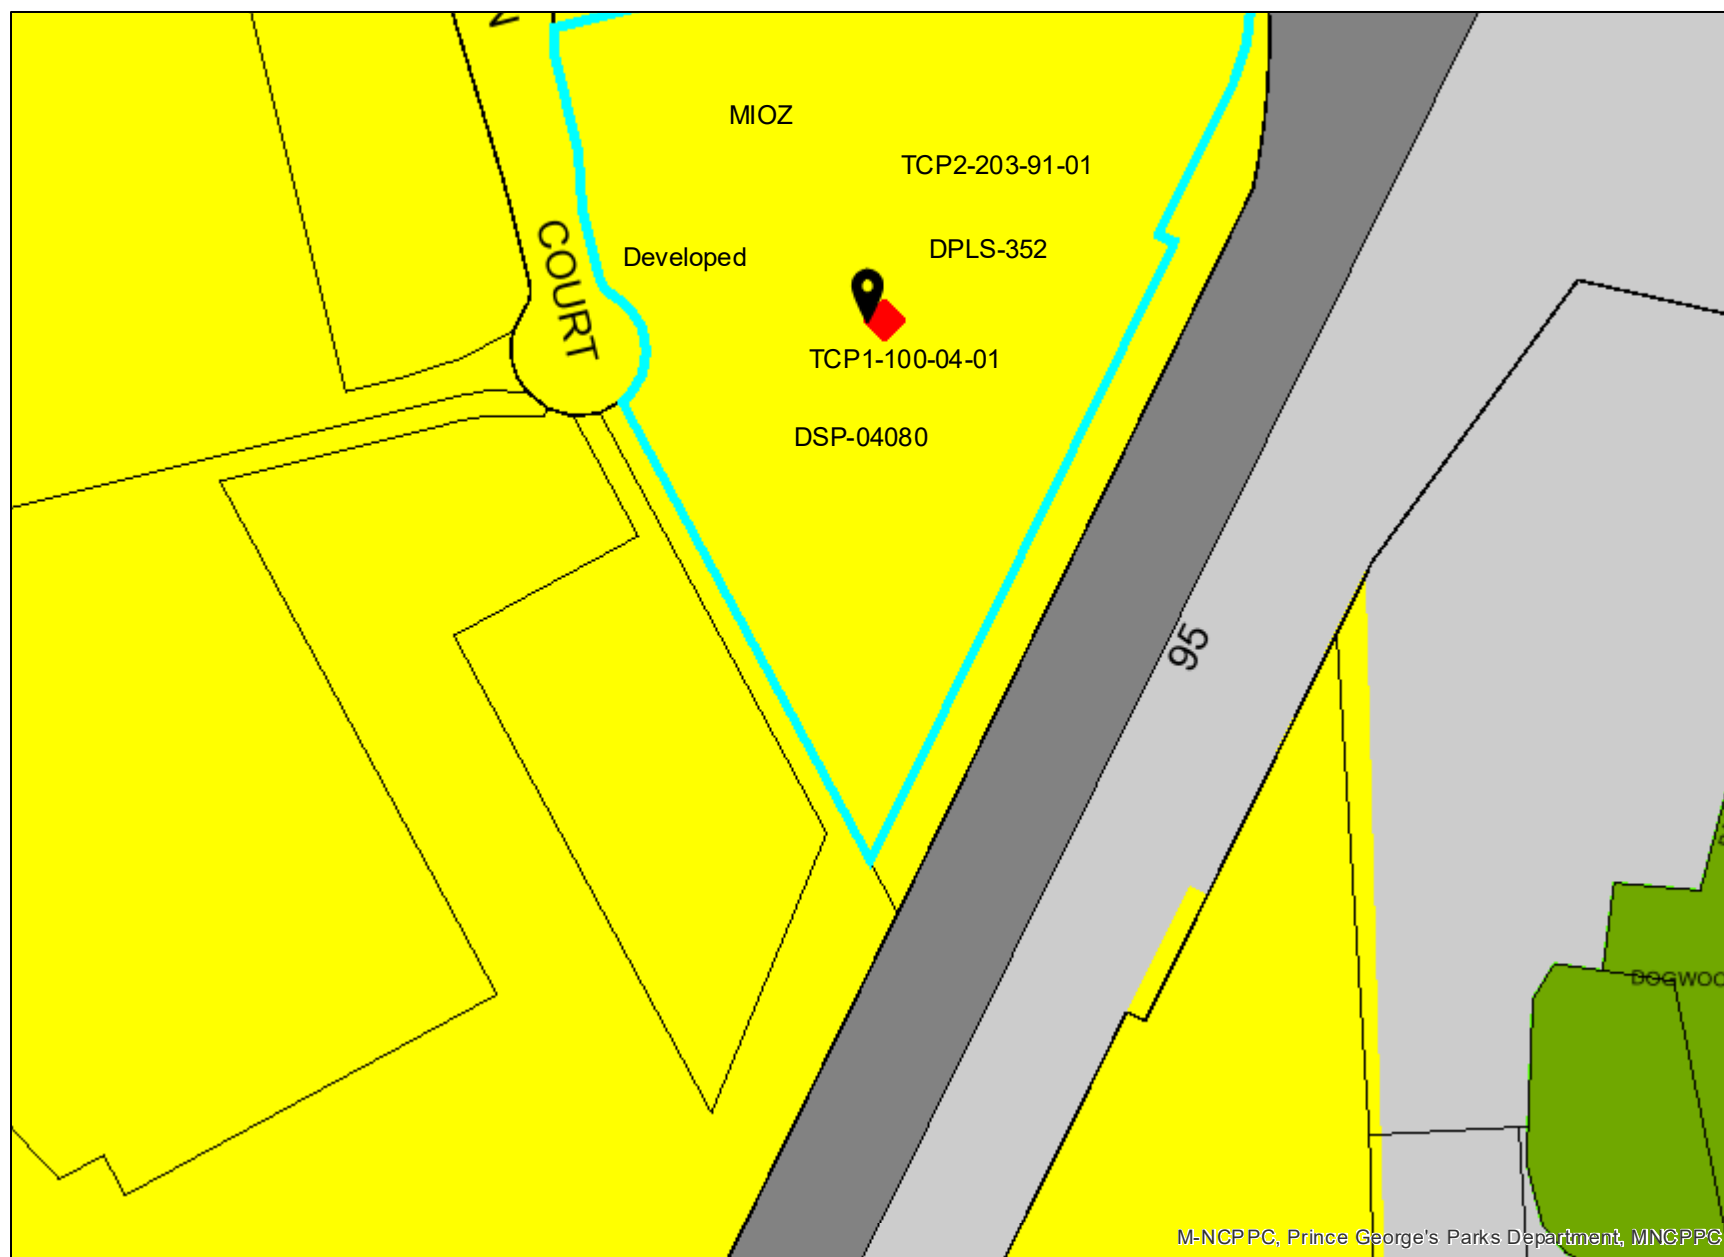 N
MIOZ
TCP2-203-91-01
COURT
Developed
DPLS-352
TCP1-100-04-01
DSP-04080
95
DOGWOO
M-NCPPC, Prince George's Parks Department, MNCPPC